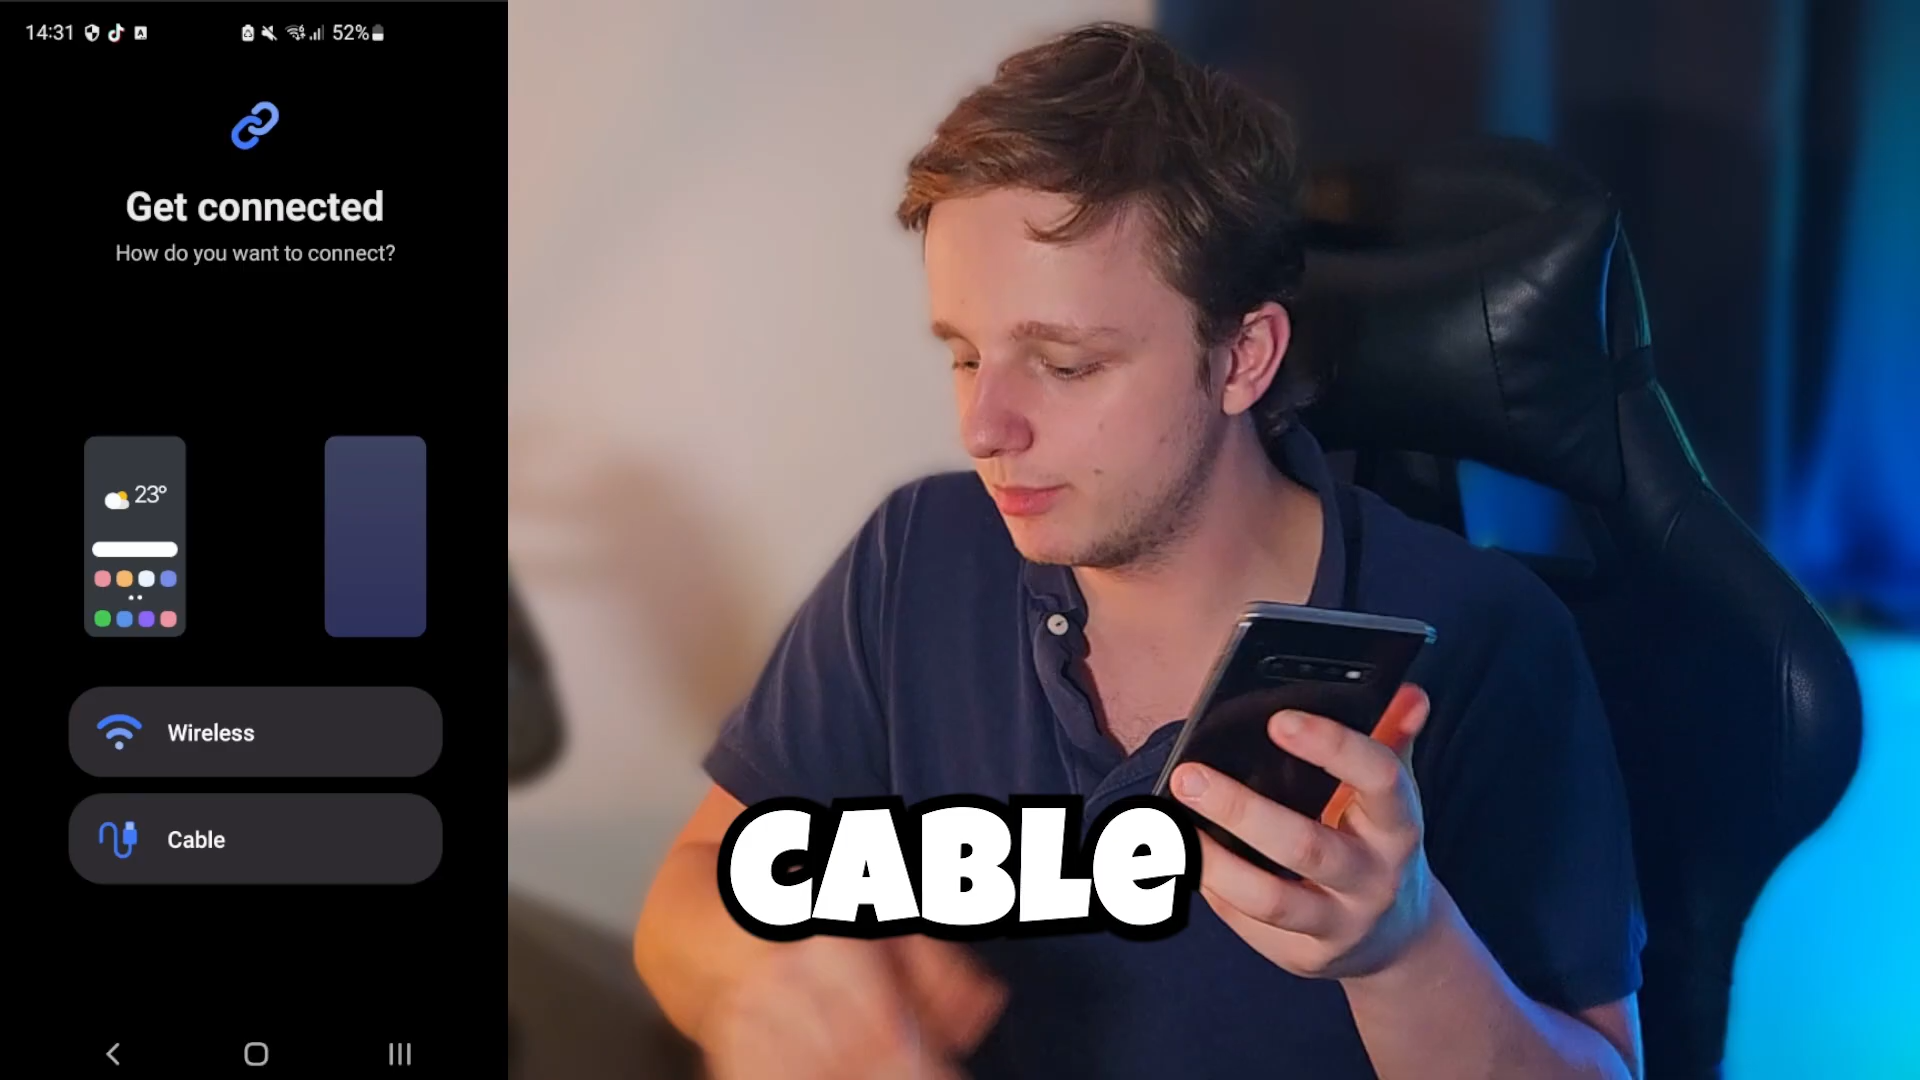 14:31
52%
Get connected
How do you want to connect?
23°
Wireless
Cable
CABLe